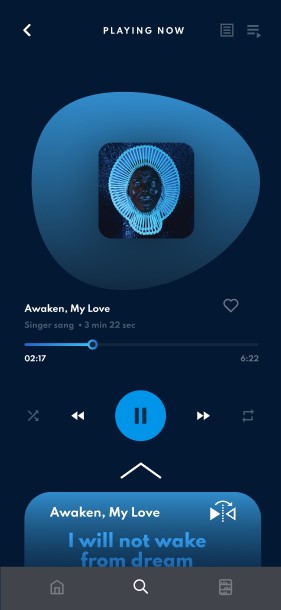 PLAYING NOW
Awaken, My Love
Singer sang • 3 min 22 sec
02:17 6:22
Awaken, My Love
I will not wake
from dream